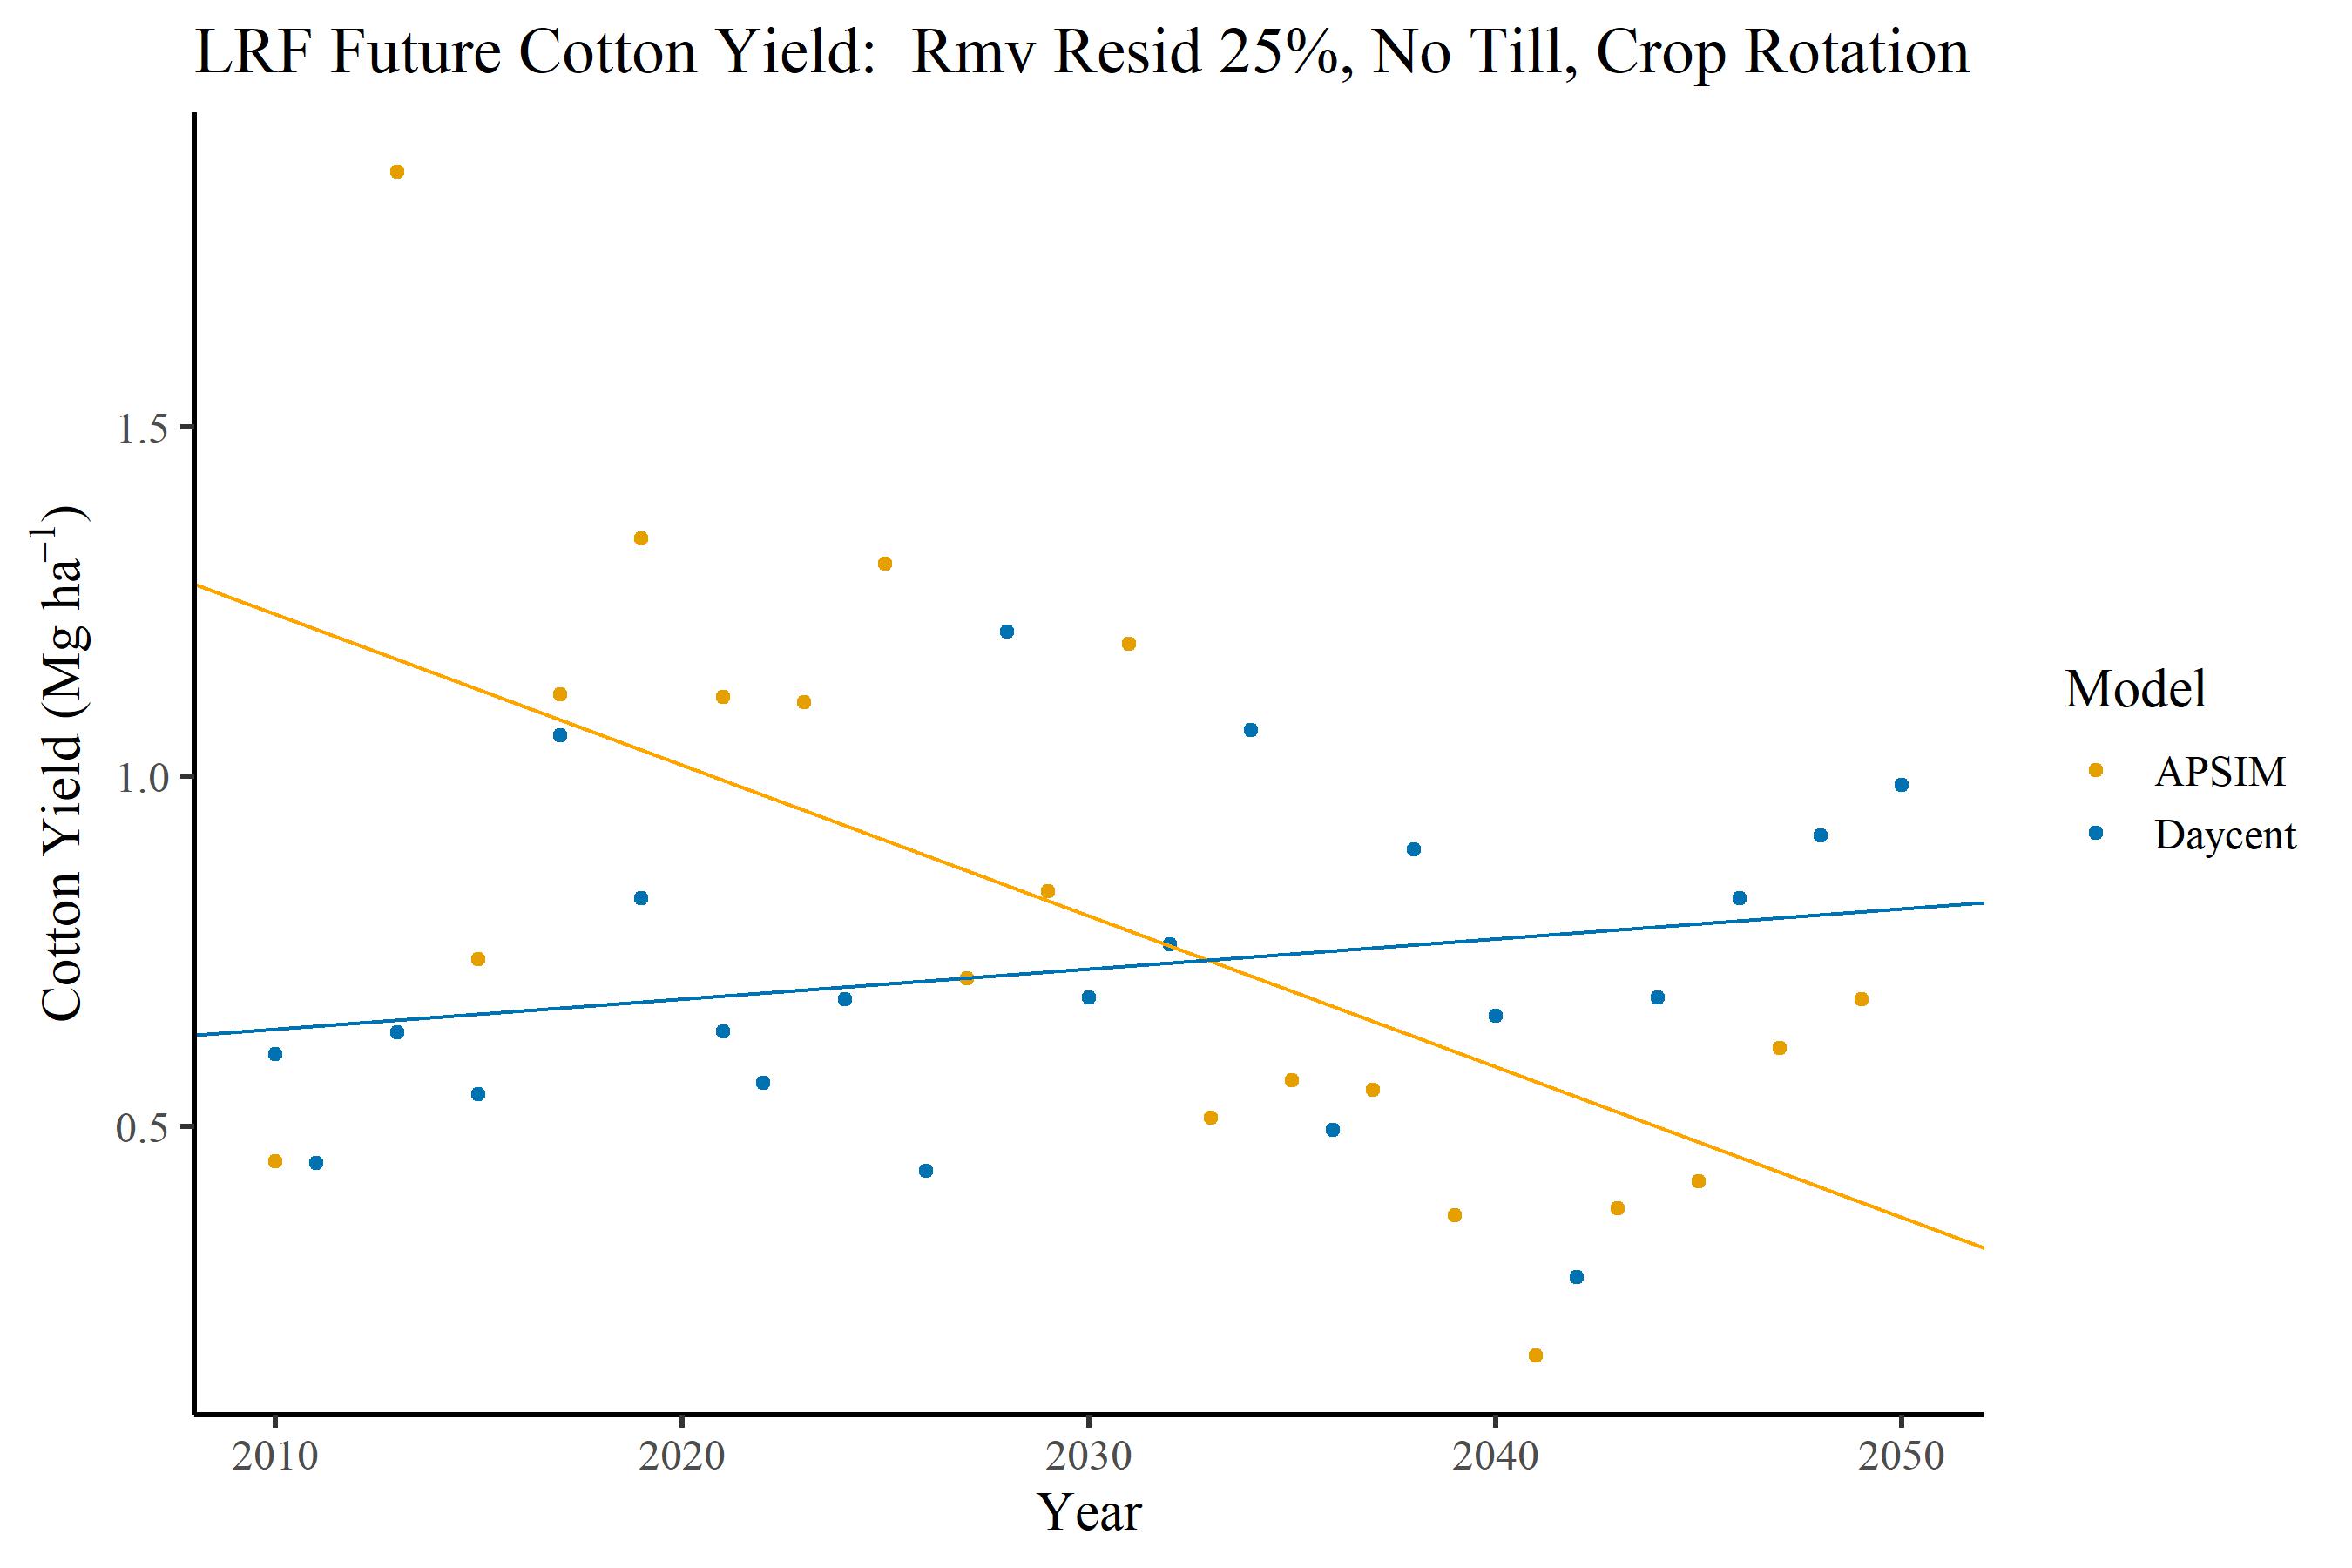 LRF Future Cotton Yield:  Rmv Resid 25%, No Till, Crop Rotation
Cotton Yield (Mg ha⁻¹)
1.5
1.0
0.5
2010 2020 2030 2040 2050
Year
Model
APSIM
Daycent